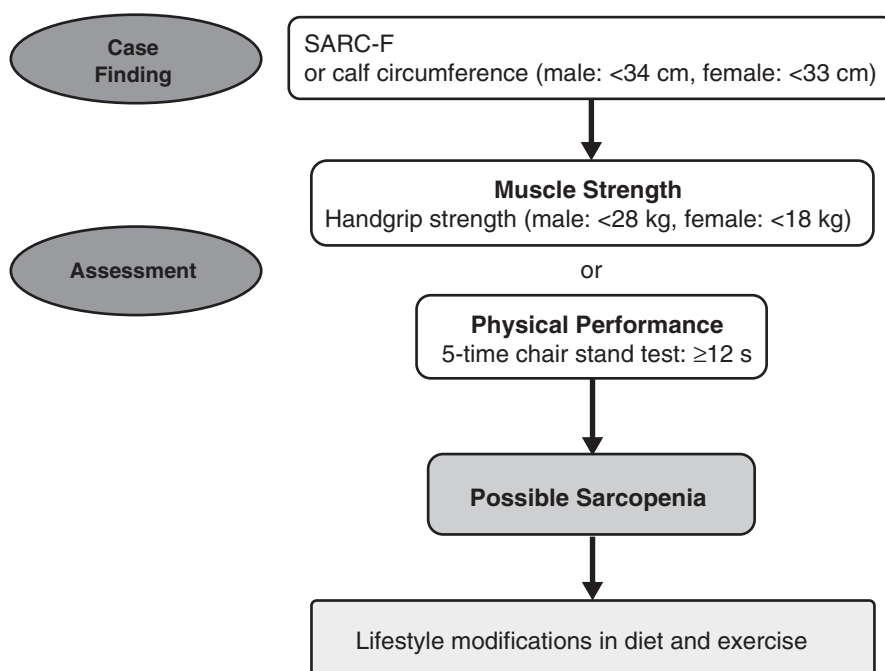 Case
Finding
SARC-F
or calf circumference (male: <34 cm, female: <33 cm)
Muscle Strength
Handgrip strength (male: <28 kg, female: <18 kg)
Assessment
or
Physical Performance
5-time chair stand test: ≥12 s
Possible Sarcopenia
Lifestyle modifications in diet and exercise